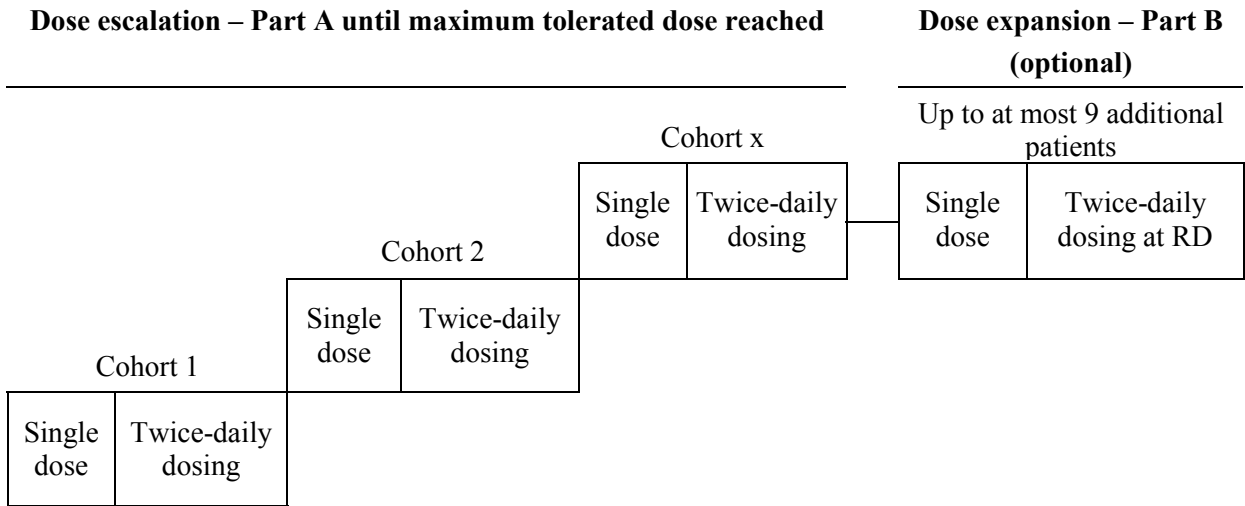 Dose escalation – Part A until maximum tolerated dose reached
Dose expansion – Part B
(optional)
Up to at most 9 additional
patients
Cohort x
Single
dose
Twice-daily
dosing
Single
dose
Twice-daily
dosing at RD
Cohort 2
Single
dose
Twice-daily
dosing
Cohort 1
Single
dose
Twice-daily
dosing